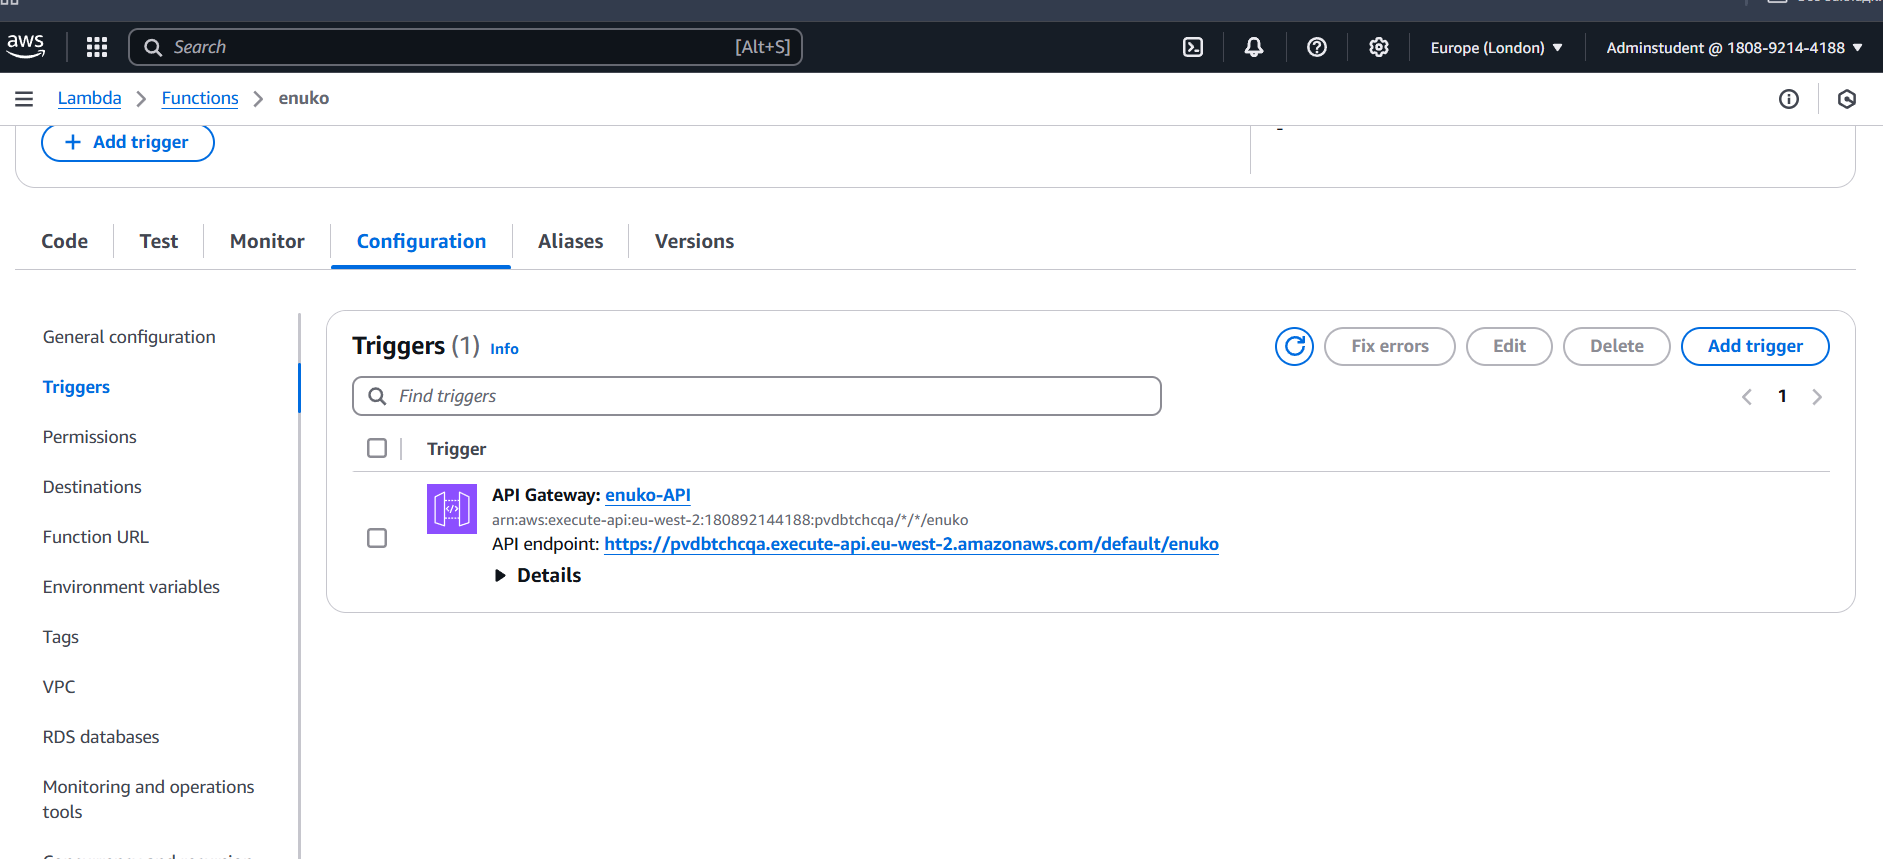 aws
Search [Alt+S]
Europe (London)
Adminstudent @ 1808-9214-4188
Lambda
Functions
enuko
Add trigger
-
Code
Test
Monitor
Configuration
Aliases
Versions
General configuration
Triggers
Permissions
Destinations
Function URL
Environment variables
Tags
VPC
RDS databases
Monitoring and operations
tools
Triggers (1) Info
Fix errors
Edit
Delete
Add trigger
Find triggers
1
Trigger
API Gateway: enuko-API
arn:aws:execute-api:eu-west-2:180892144188:pvdbtchcqa/*/*/enuko
API endpoint: https://pvdbtchcqa.execute-api.eu-west-2.amazonaws.com/default/enuko
Details